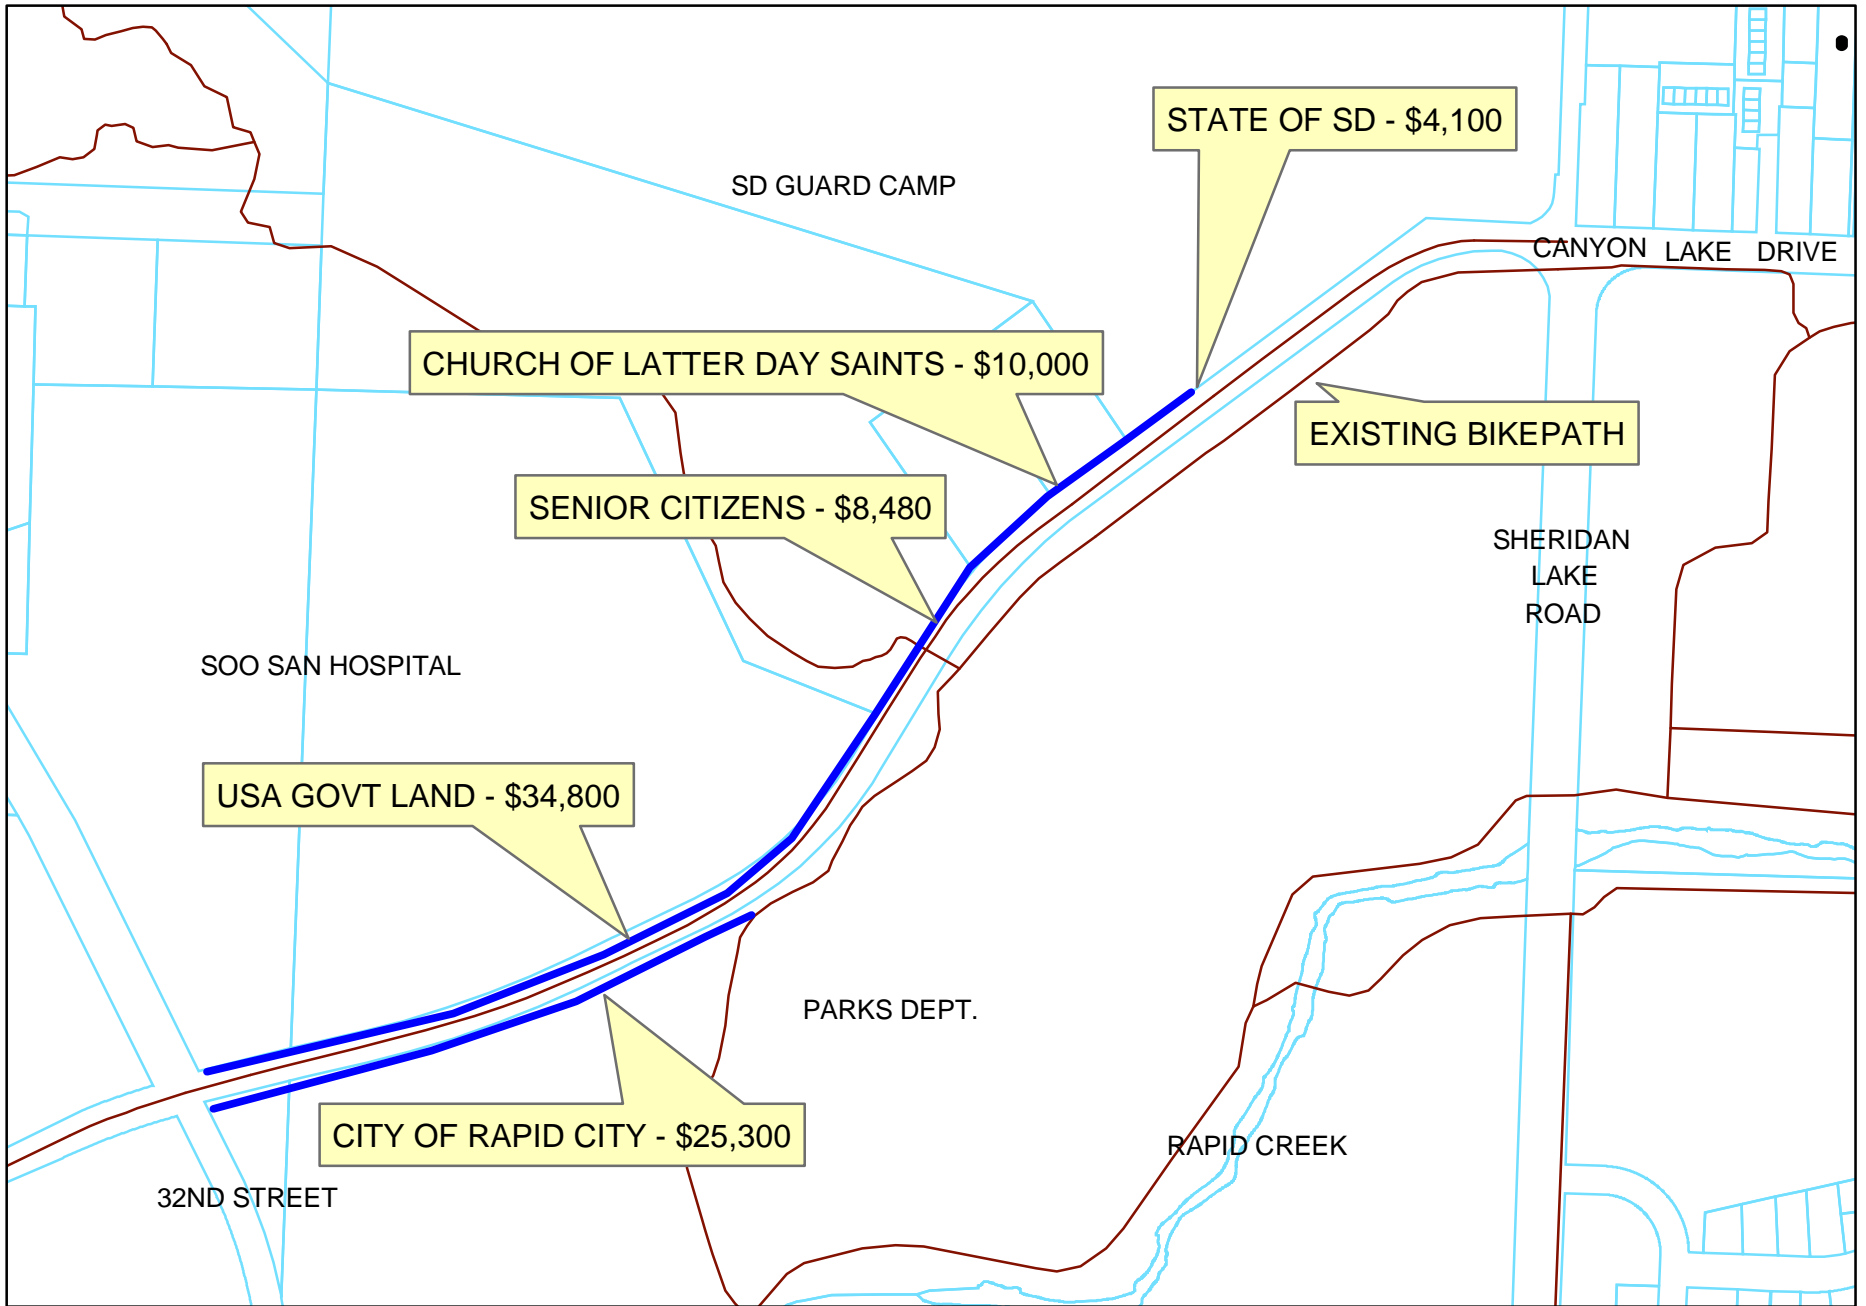 STATE OF SD - $4,100
SD GUARD CAMP
CANYON LAKE DRIVE
CHURCH OF LATTER DAY SAINTS - $10,000
EXISTING BIKEPATH
SENIOR CITIZENS - $8,480
SHERIDAN
LAKE
ROAD
SOO SAN HOSPITAL
USA GOVT LAND - $34,800
PARKS DEPT.
CITY OF RAPID CITY - $25,300
RAPID CREEK
32ND STREET